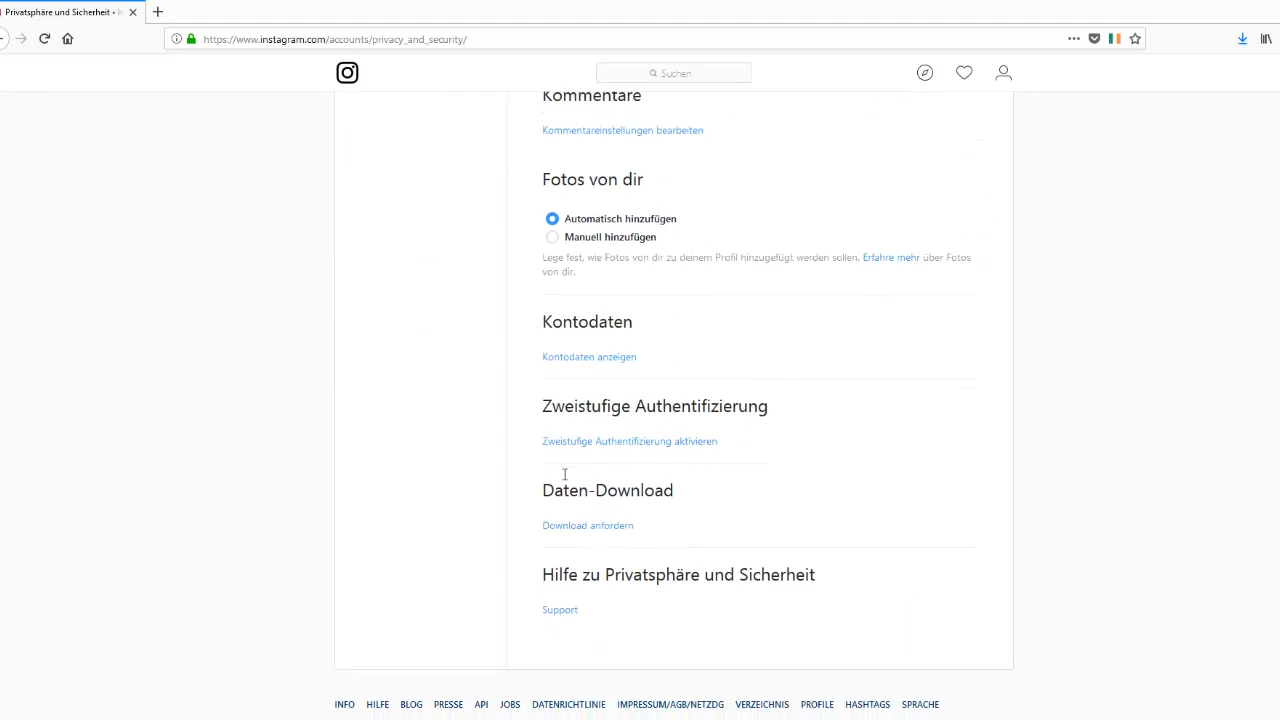 Privatsphäre und Sicherheit •
https://www.instagram.com/accounts/privacy_and_security/
Suchen
Kommentare
Kommentareinstellungen bearbeiten
Fotos von dir
Automatisch hinzufügen
Manuell hinzufügen
Lege fest, wie Fotos von dir zu deinem Profil hinzugefügt werden sollen. Erfahre mehr über Fotos
von dir.
Kontodaten
Kontodaten anzeigen
Zweistufige Authentifizierung
Zweistufige Authentifizierung aktivieren
Daten-Download
Download anfordern
Hilfe zu Privatsphäre und Sicherheit
Support
INFO HILFE BLOG PRESSE API JOBS DATENRICHTLINIE IMPRESSUM/AGB/NETZDG VERZEICHNIS PROFILE HASHTAGS SPRACHE